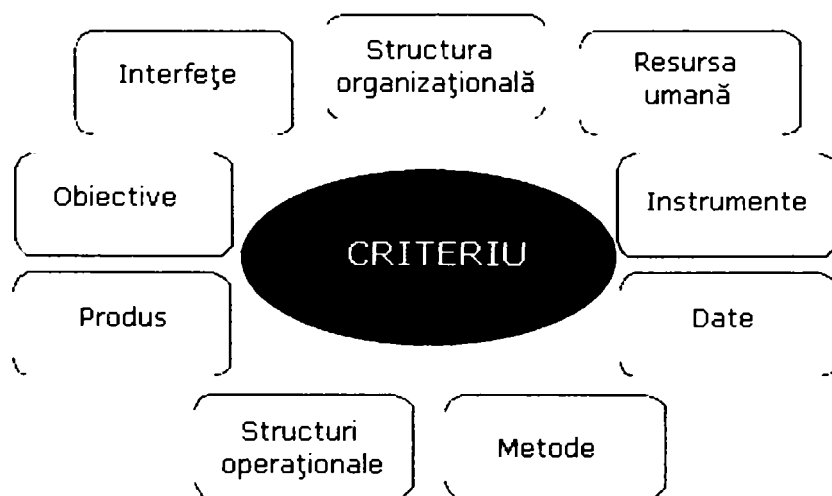 Interfeţe
Structura
organizaţională
Resursa
umană
Obiective
CRITERIU
Instrumente
Produs
Date
Structuri
operaţionale
Metode